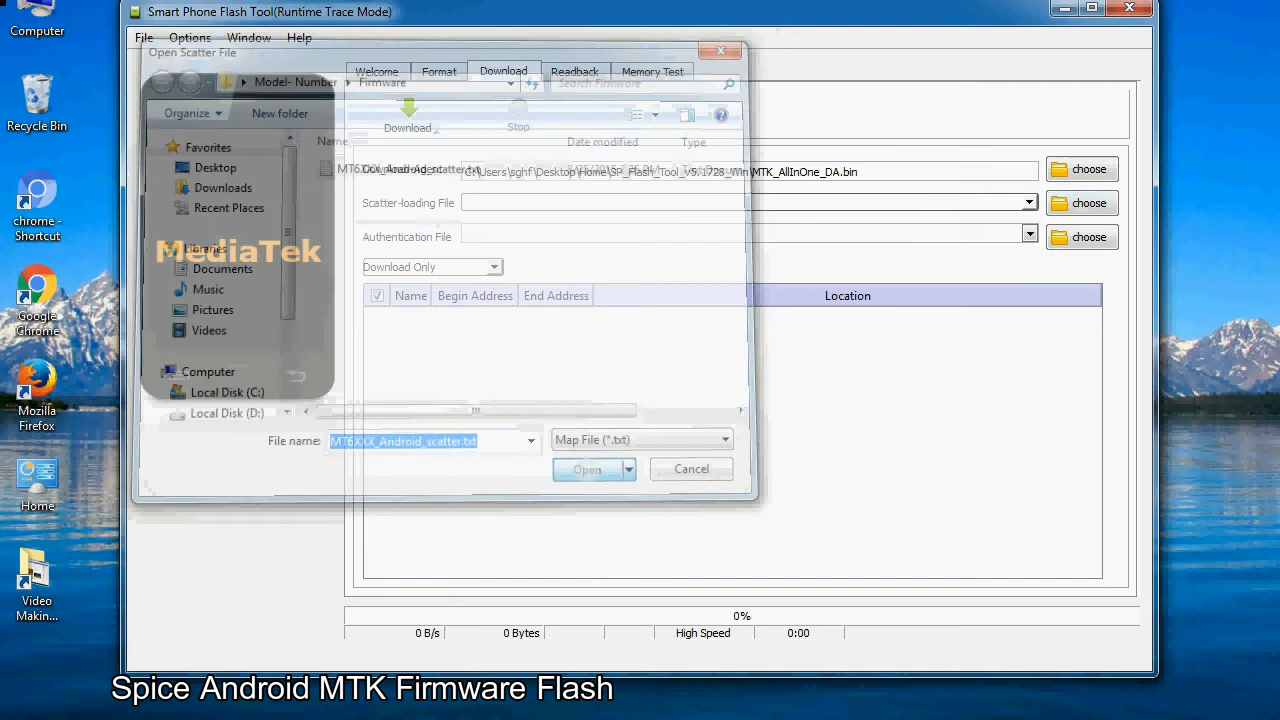 Smart Phone Flash Tool(Runtime Trace Mode)
File Options Window Help
Open Scatter File
Welcome Format Download Readback Memory Test
Model- Number Firmware Search Firmware
Organize New folder
Download Stop
Name Date modified Type
Favorites
Desktop
Downloads
Recent Places
Libraries
Documents
Music
Pictures
Videos
Computer
Local Disk (C:)
Local Disk (D:)
MediaTek
C:\Users\sghf\Desktop\Home\SP_Flash_Tool_v5.1728_Win\MTK_AllInOne_DA.bin choose
Scatter-loading File choose
Authentication File choose
Download Only
Name Begin Address End Address Location
File name: MT6XXX_Android_scatter.txt Map File (*.txt)
Open Cancel
0%
0 B/s 0 Bytes High Speed 0:00
Computer
Recycle Bin
chrome - Shortcut
Google Chrome
Mozilla Firefox
Home
Video Makin...
Spice Android MTK Firmware Flash